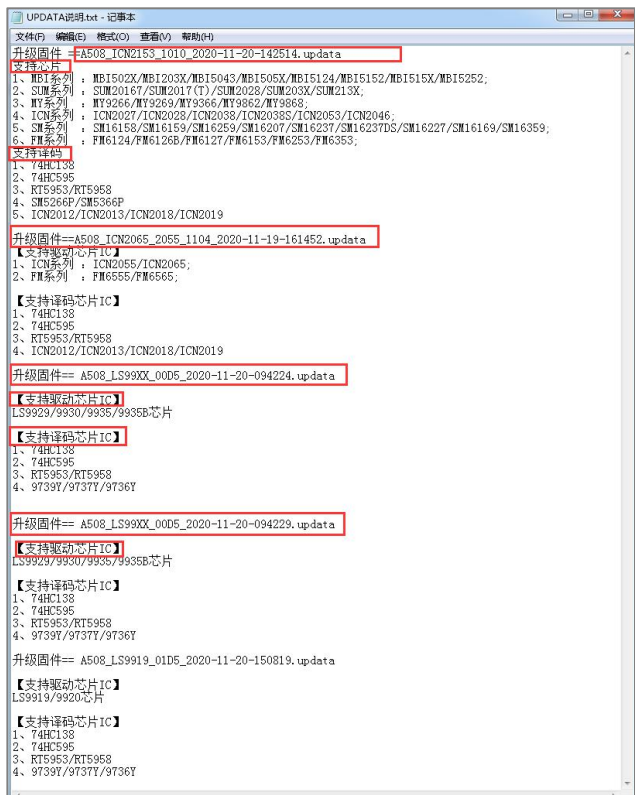 UPDATA说明.txt - 记事本
文件(F) 编辑(E) 格式(O) 查看(V) 帮助(H)
升级固件 ==A508_ICN2153_1010_2020-11-20-142514.updata
支持芯片
1、MBI系列 : MBI502X/MBI203X/MBI5043/MBI505X/MBI5124/MBI5152/MBI515X/MBI5252;
2、SUM系列 : SUM20167/SUM2017(T)/SUM2028/SUM203X/SUM213X;
3、MY系列 : MY9266/MY9269/MY9366/MY9862/MY9868;
4、ICN系列 : ICN2027/ICN2028/ICN2038/ICN2038S/ICN2053/ICN2046;
5、SM系列 : SM16158/SM16159/SM16259/SM16207/SM16237/SM16237DS/SM16227/SM16169/SM16359;
6、FM系列 : FM6124/FM6126B/FM6127/FM6153/FM6253/FM6353;
支持译码
1、74HC138
2、74HC595
3、RT5953/RT5958
4、SM5266P/SM5366P
5、ICN2012/ICN2013/ICN2018/ICN2019
升级固件==A508_ICN2065_2055_1104_2020-11-19-161452.updata
【支持驱动芯片IC】
1、ICN系列 : ICN2055/ICN2065;
2、FM系列 : FM6555/FM6565;
【支持译码芯片IC】
1、74HC138
2、74HC595
3、RT5953/RT5958
4、ICN2012/ICN2013/ICN2018/ICN2019
升级固件== A508_LS99XX_00D5_2020-11-20-094224.updata
【支持驱动芯片IC】
LS9929/9930/9935/9935B芯片
【支持译码芯片IC】
1、74HC138
2、74HC595
3、RT5953/RT5958
4、9739Y/9737Y/9736Y
升级固件== A508_LS99XX_00D5_2020-11-20-094229.updata
【支持驱动芯片IC】
LS9929/9930/9935/9935B芯片
【支持译码芯片IC】
1、74HC138
2、74HC595
3、RT5953/RT5958
4、9739Y/9737Y/9736Y
升级固件== A508_LS9919_01D5_2020-11-20-150819.updata
【支持驱动芯片IC】
LS9919/9920芯片
【支持译码芯片IC】
1、74HC138
2、74HC595
3、RT5953/RT5958
4、9739Y/9737Y/9736Y